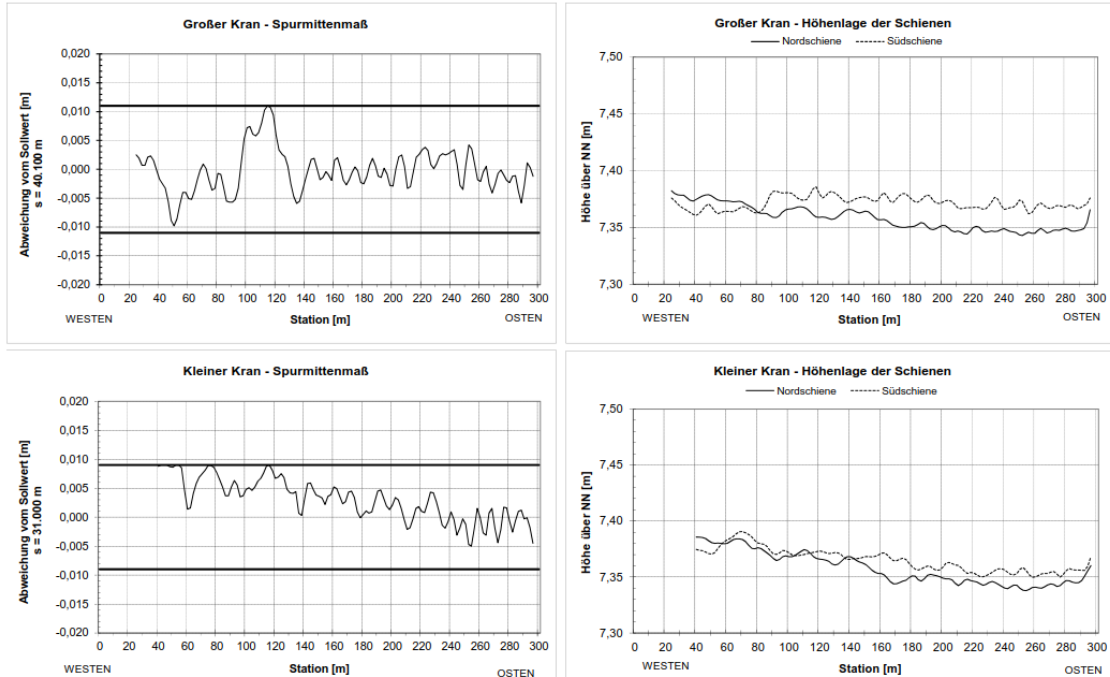 Großer Kran - Spurmittenmaß
Abweichung vom Sollwert [m]
s = 40.100 m
0,020
0,015
0,010
0,005
0,000
-0,005
-0,010
-0,015
-0,020
0 20 40 60 80 100 120 140 160 180 200 220 240 260 280 300
WESTEN Station [m] OSTEN
Großer Kran - Höhenlage der Schienen
Nordschiene Südschiene
Höhe über NN [m]
7,50
7,45
7,40
7,35
7,30
0 20 40 60 80 100 120 140 160 180 200 220 240 260 280 300
WESTEN Station [m] OSTEN
Kleiner Kran - Spurmittenmaß
Abweichung vom Sollwert [m]
s = 31.000 m
0,020
0,015
0,010
0,005
0,000
-0,005
-0,010
-0,015
-0,020
0 20 40 60 80 100 120 140 160 180 200 220 240 260 280 300
WESTEN Station [m] OSTEN
Kleiner Kran - Höhenlage der Schienen
Nordschiene Südschiene
Höhe über NN [m]
7,50
7,45
7,40
7,35
7,30
0 20 40 60 80 100 120 140 160 180 200 220 240 260 280 300
WESTEN Station [m] OSTEN